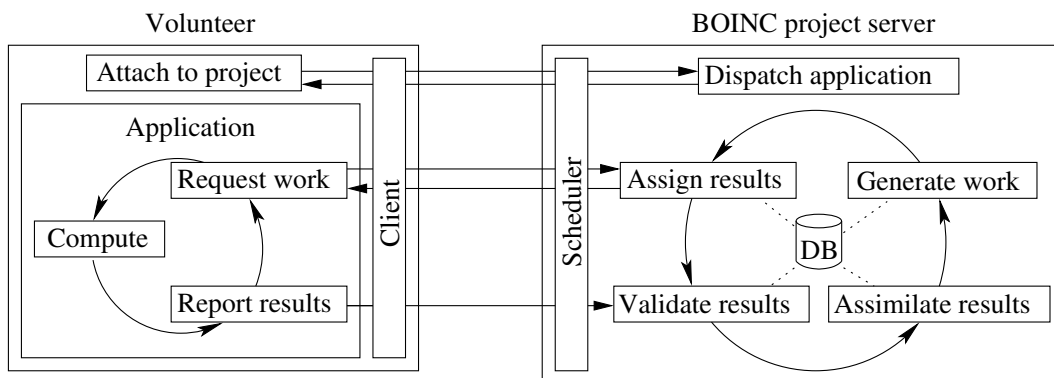 Volunteer
BOINC project server
Attach to project
Dispatch application
Application
Request work
Assign results
Generate work
Compute
Client
Scheduler
DB
Report results
Validate results
Assimilate results